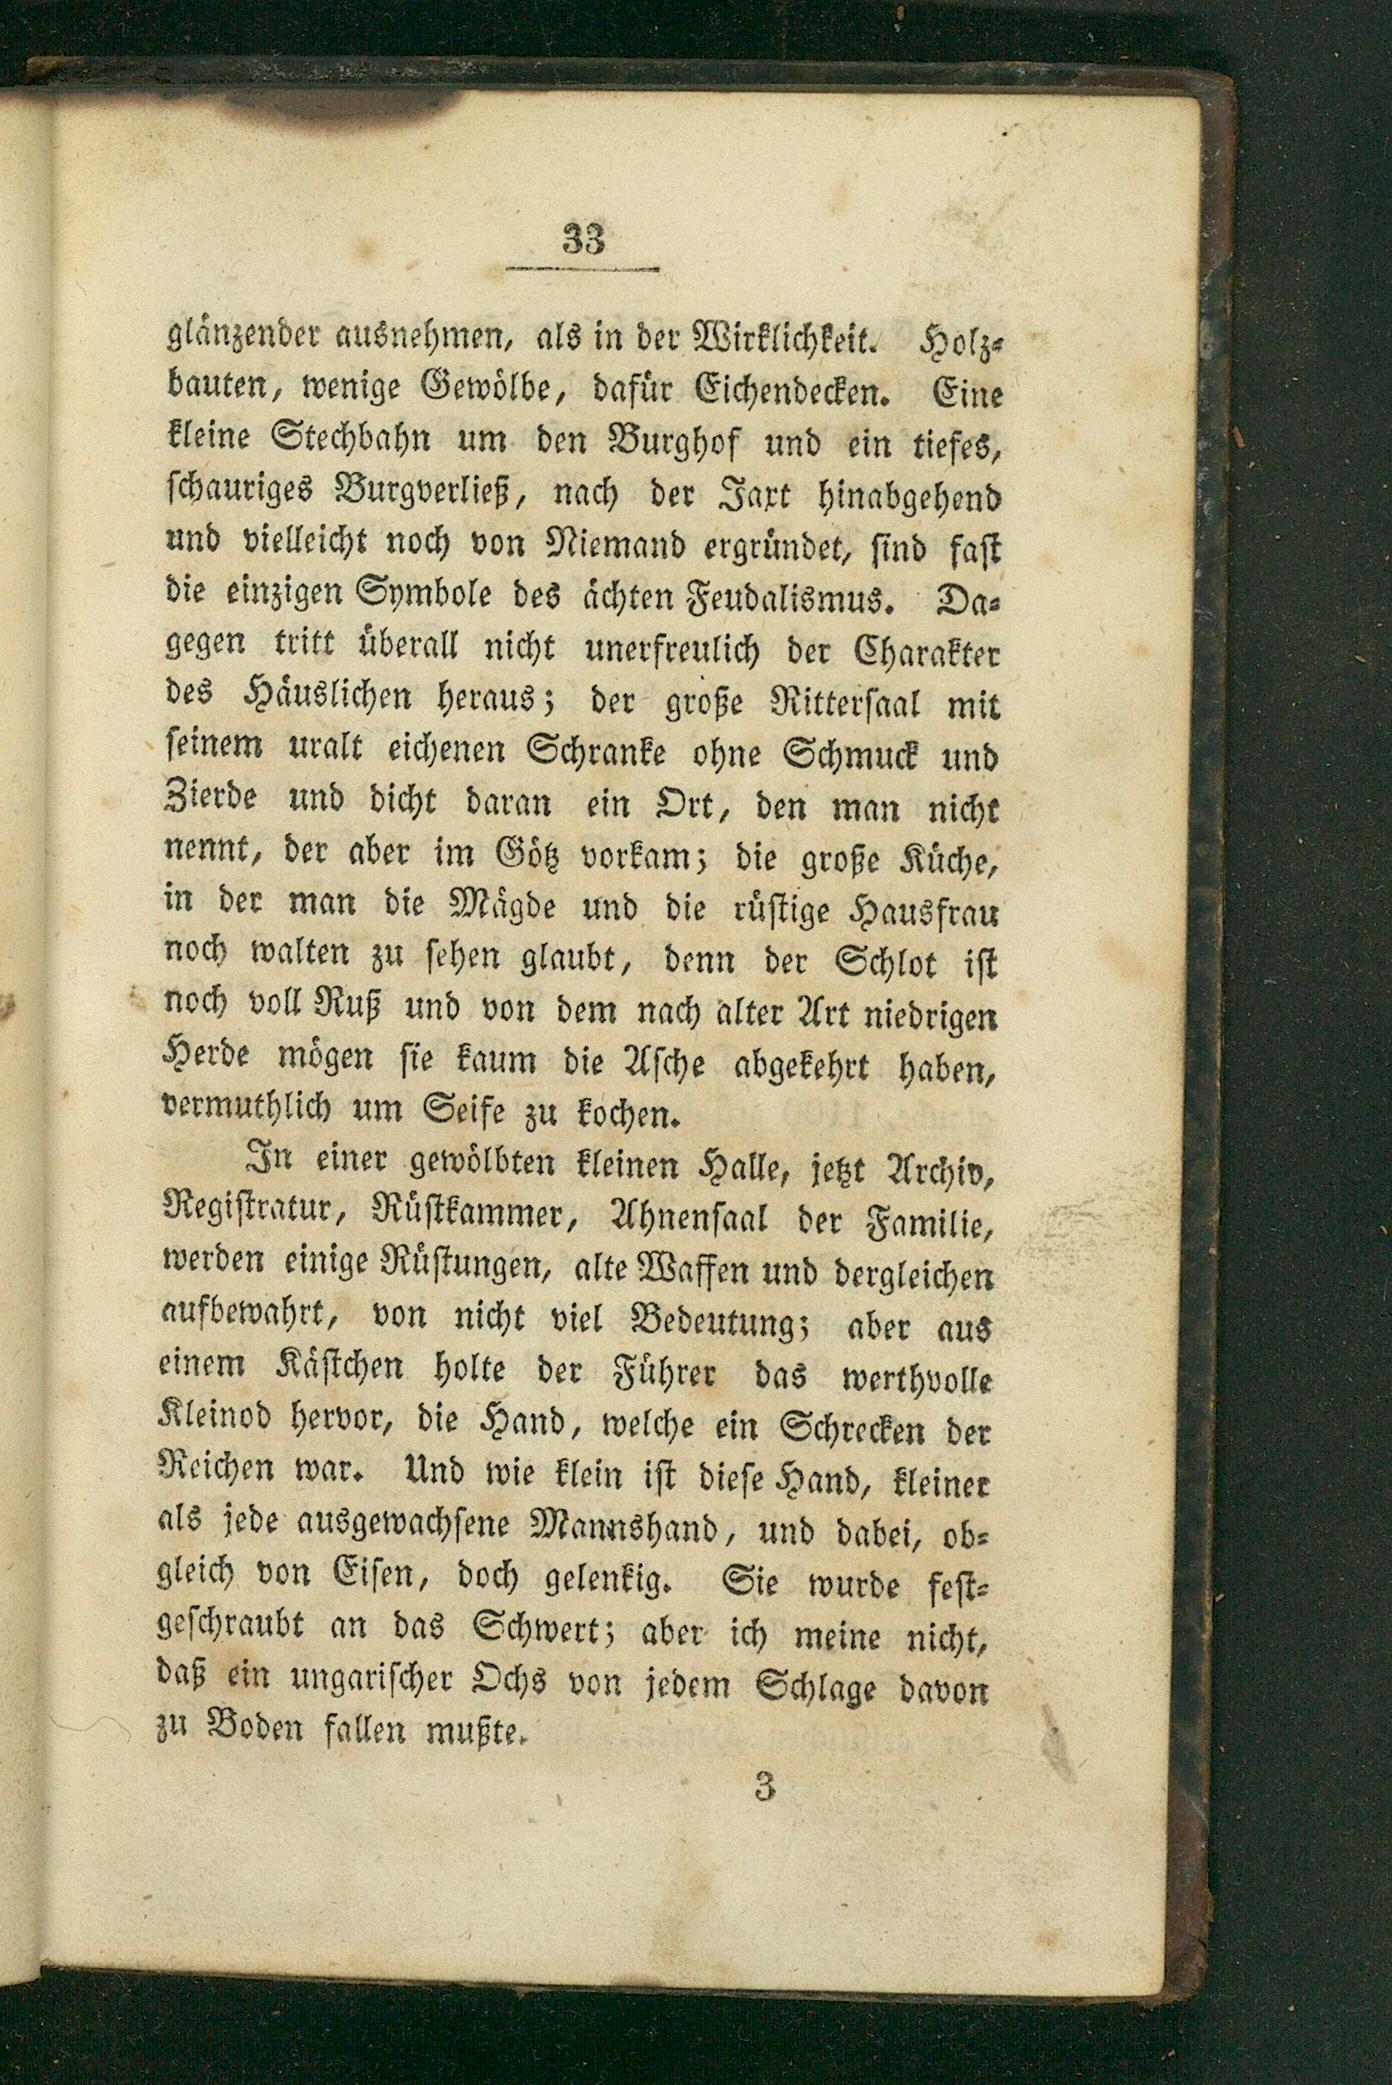 33
glänzender ausnehmen, als in der Wirklichkeit. Holz-
bauten, wenige Gewölbe, dafür Eichendecken. Eine
kleine Stechbahn um den Burghof und ein tiefes,
schauriges Burgverließ, nach der Jaxt hinabgehend
und vielleicht noch von Niemand ergründet, sind fast
die einzigen Symbole des ächten Feudalismus. Da-
gegen tritt überall nicht unerfreulich der Charakter
des Häuslichen heraus; der große Rittersaal mit
seinem uralt eichenen Schranke ohne Schmuck und
Zierde und dicht daran ein Ort, den man nicht
nennt, der aber im Götz vorkam; die große Küche,
in der man die Mägde und die rüstige Hausfrau
noch walten zu sehen glaubt, denn der Schlot ist
noch voll Ruß und von dem nach alter Art niedrigen
Herde mögen sie kaum die Asche abgekehrt haben,
vermuthlich um Seife zu kochen.
In einer gewölbten kleinen Halle, jetzt Archiv,
Registratur, Rüstkammer, Ahnensaal der Familie,
werden einige Rüstungen, alte Waffen und dergleichen
aufbewahrt, von nicht viel Bedeutung; aber aus
einem Kästchen holte der Führer das werthvolle
Kleinod hervor, die Hand, welche ein Schrecken der
Reichen war. Und wie klein ist diese Hand, kleiner
als jede ausgewachsene Mannshand, und dabei, ob-
gleich von Eisen, doch gelenkig. Sie wurde fest-
geschraubt an das Schwert; aber ich meine nicht,
daß ein ungarischer Ochs von jedem Schlage davon
zu Boden fallen mußte.
3